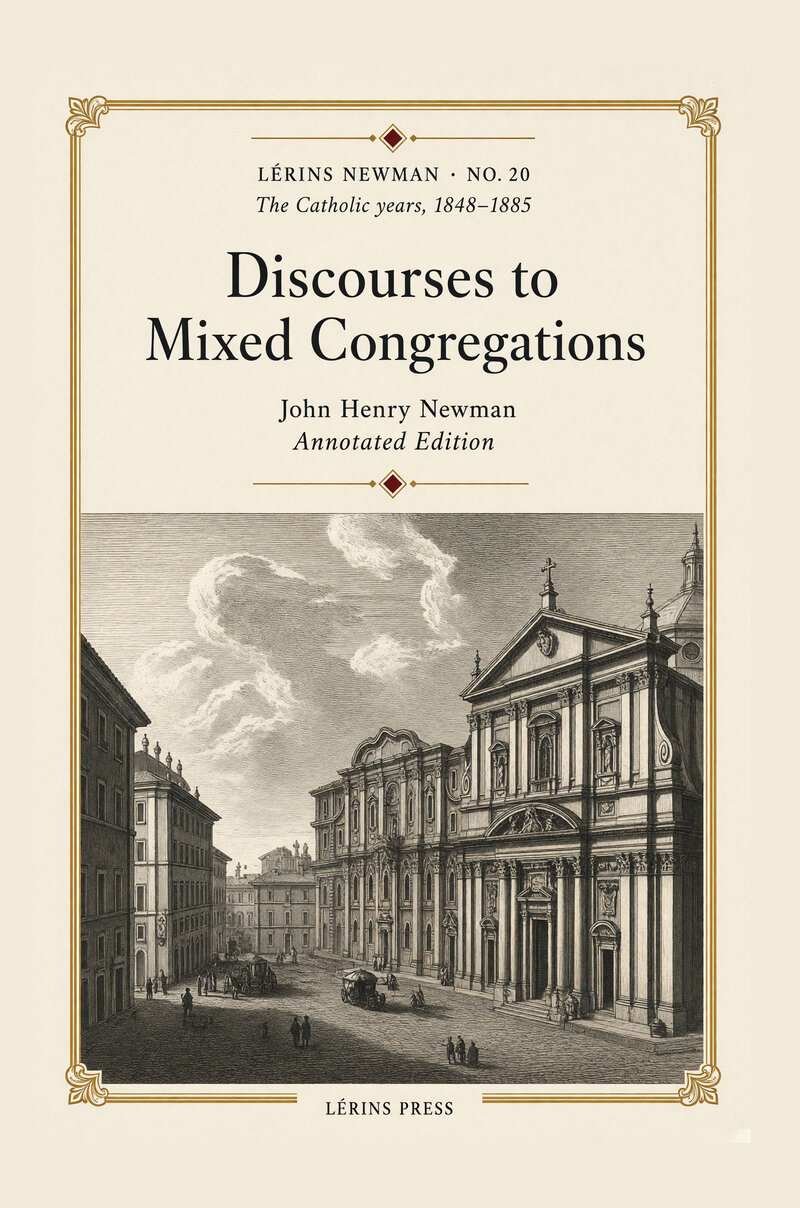 LÉRINS NEWMAN · NO. 20
The Catholic years, 1848–1885
Discourses to
Mixed Congregations
John Henry Newman
Annotated Edition
LÉRINS PRESS